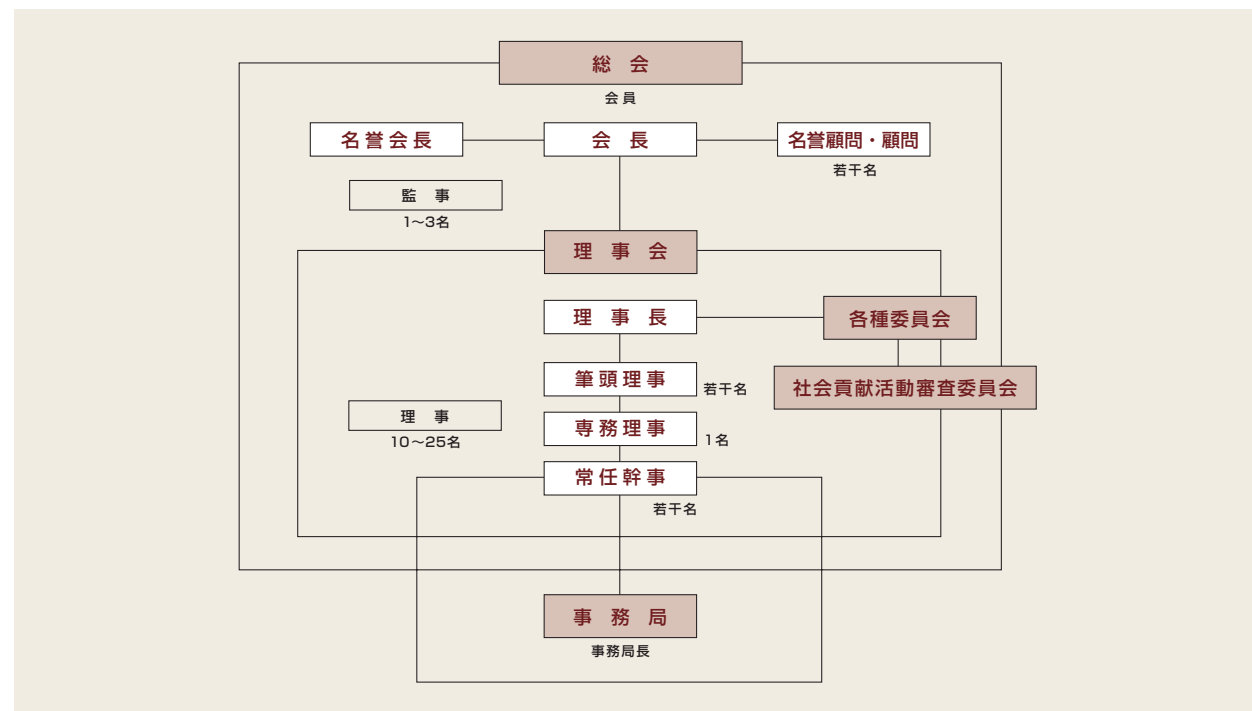 総会
会員
名誉会長
会長
名誉顧問・顧問
若干名
監事
1〜3名
理事会
理事長
各種委員会
筆頭理事
若干名
社会貢献活動審査委員会
理事
10〜25名
専務理事
1名
常任幹事
若干名
事務局
事務局長